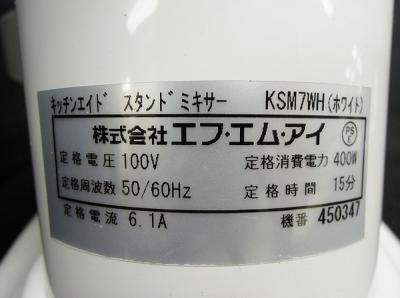 キッチンエイド スタンドミキサー KSM7WH(ホワイト)
株式会社 エフ・エム・アイ PSE
定格電圧 100V 定格消費電力 400W
定格周波数 50/60Hz 定格時間 15分
定格電流 6.1A 機番 450347